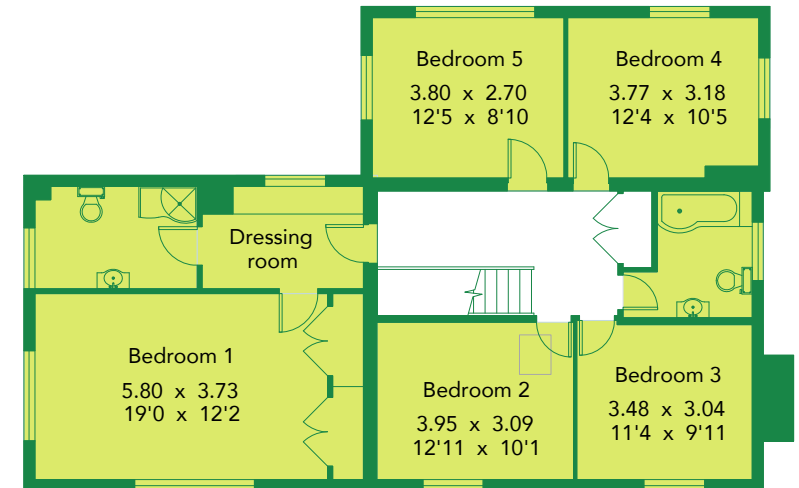 Bedroom 5
3.80 x 2.70
12'5 x 8'10
Bedroom 4
3.77 x 3.18
12'4 x 10'5
Dressing
room
Bedroom 1
5.80 x 3.73
19'0 x 12'2
Bedroom 2
3.95 x 3.09
12'11 x 10'1
Bedroom 3
3.48 x 3.04
11'4 x 9'11